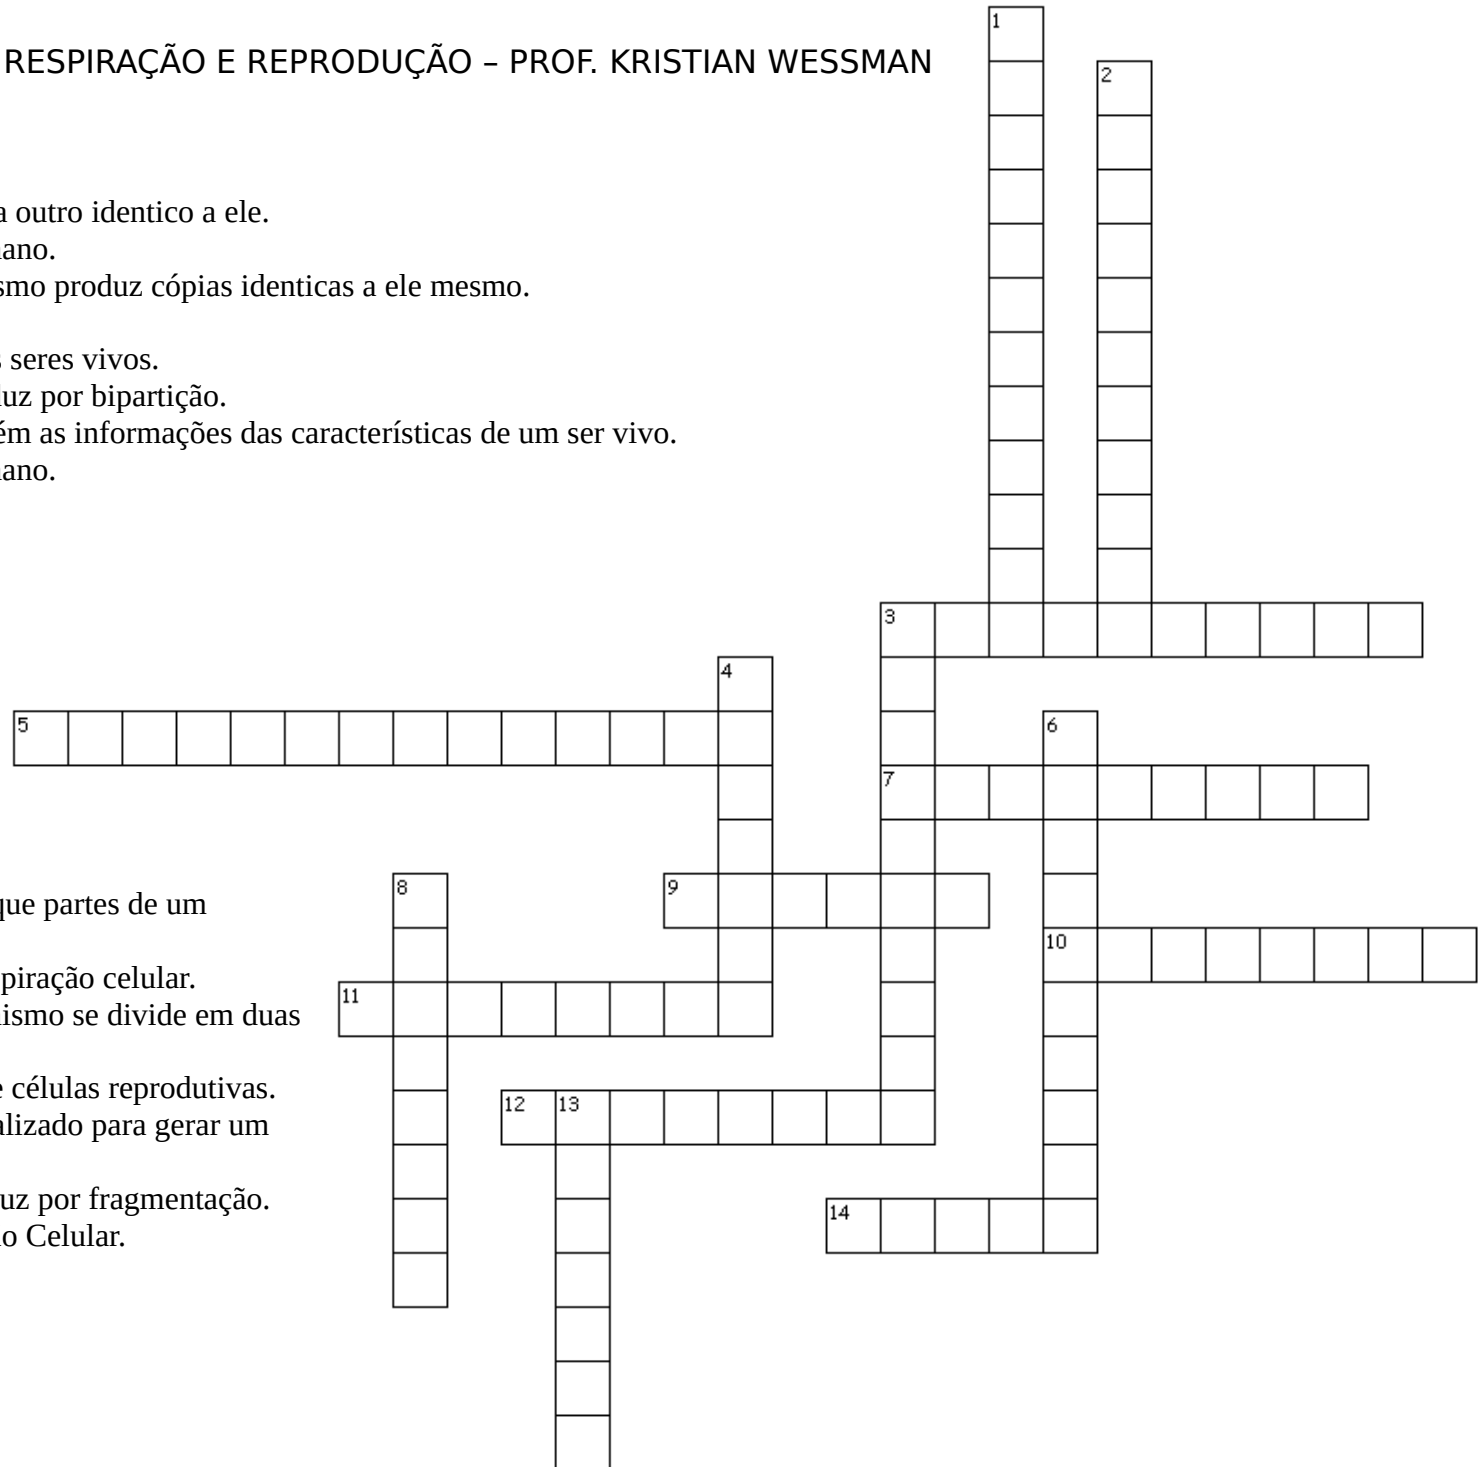 RESPIRAÇÃO E REPRODUÇÃO – PROF. KRISTIAN WESSMAN
a outro identico a ele.
ano.
smo produz cópias identicas a ele mesmo.
s seres vivos.
uz por bipartição.
ém as informações das características de um ser vivo.
ano.
que partes de um
piração celular.
ismo se divide em duas
e células reprodutivas.
alizado para gerar um
uz por fragmentação.
o Celular.
1
2
3
4
5
6
7
8
9
10
11
12
13
14